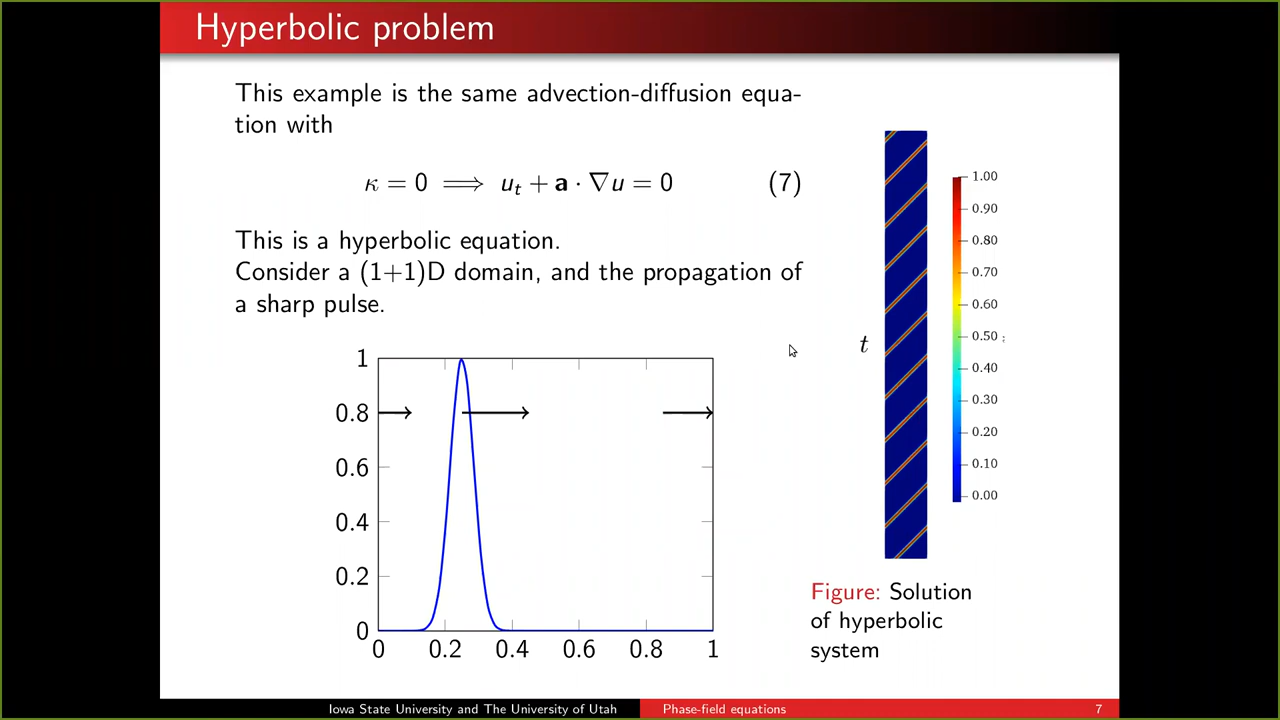 Hyperbolic problem
This example is the same advection-diffusion equa-
tion with
κ = 0 ⟹ u_t + a · ∇u = 0 (7)
This is a hyperbolic equation.
Consider a (1+1)D domain, and the propagation of
a sharp pulse.
1
0.8
0.6
0.4
0.2
0
0 0.2 0.4 0.6 0.8 1
t
1.00
0.90
0.80
0.70
0.60
0.50
0.40
0.30
0.20
0.10
0.00
Figure: Solution
of hyperbolic
system
Iowa State University and The University of Utah
Phase-field equations
7